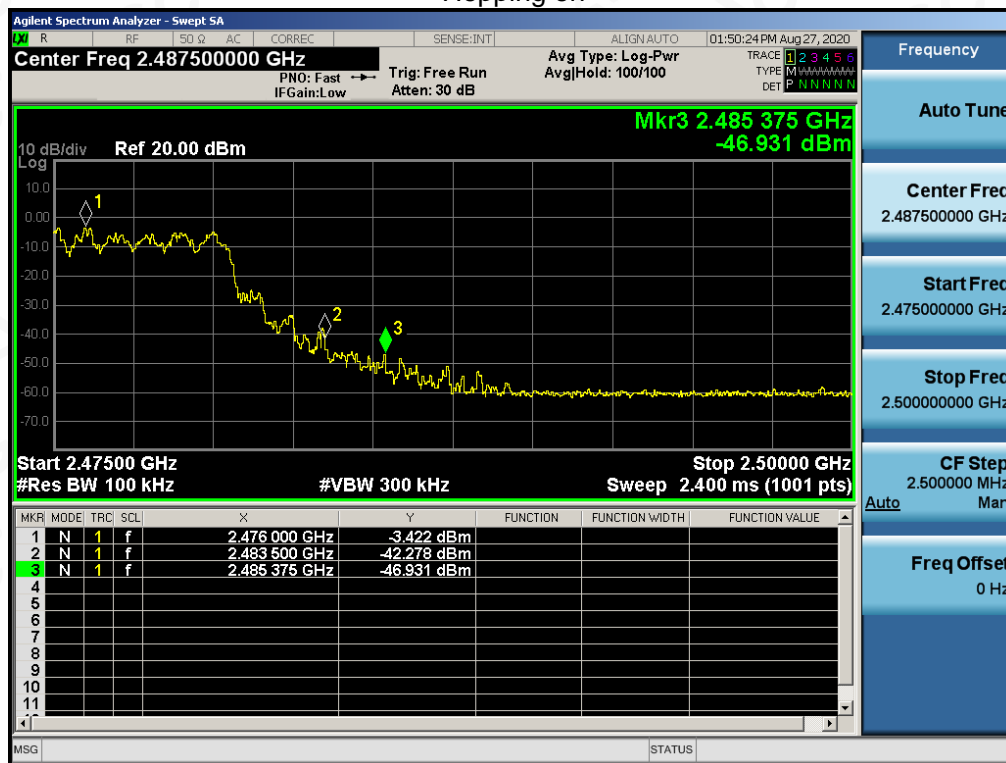 Hopping on
Agilent Spectrum Analyzer - Swept SA
LXI R RF 50 Ω AC CORREC SENSE:INT ALIGN AUTO 01:50:24 PM Aug 27, 2020
Center Freq 2.487500000 GHz
PNO: Fast
IFGain:Low
Trig: Free Run
Atten: 30 dB
Avg Type: Log-Pwr
Avg|Hold: 100/100
TRACE 1 2 3 4 5 6
TYPE M
DET P N N N N N
Mkr3 2.485 375 GHz
-46.931 dBm
10 dB/div Ref 20.00 dBm
Log
10.0
0.00
-10.0
-20.0
-30.0
-40.0
-50.0
-60.0
-70.0
1
2
3
Start 2.47500 GHz Stop 2.50000 GHz
#Res BW 100 kHz #VBW 300 kHz Sweep 2.400 ms (1001 pts)
MKR MODE TRC SCL X Y FUNCTION FUNCTION WIDTH FUNCTION VALUE
1 N 1 f 2.476 000 GHz -3.422 dBm
2 N 1 f 2.483 500 GHz -42.278 dBm
3 N 1 f 2.485 375 GHz -46.931 dBm
4
5
6
7
8
9
10
11
MSG STATUS
Frequency
Auto Tune
Center Freq
2.487500000 GHz
Start Freq
2.475000000 GHz
Stop Freq
2.500000000 GHz
CF Step
2.500000 MHz
Auto Man
Freq Offset
0 Hz